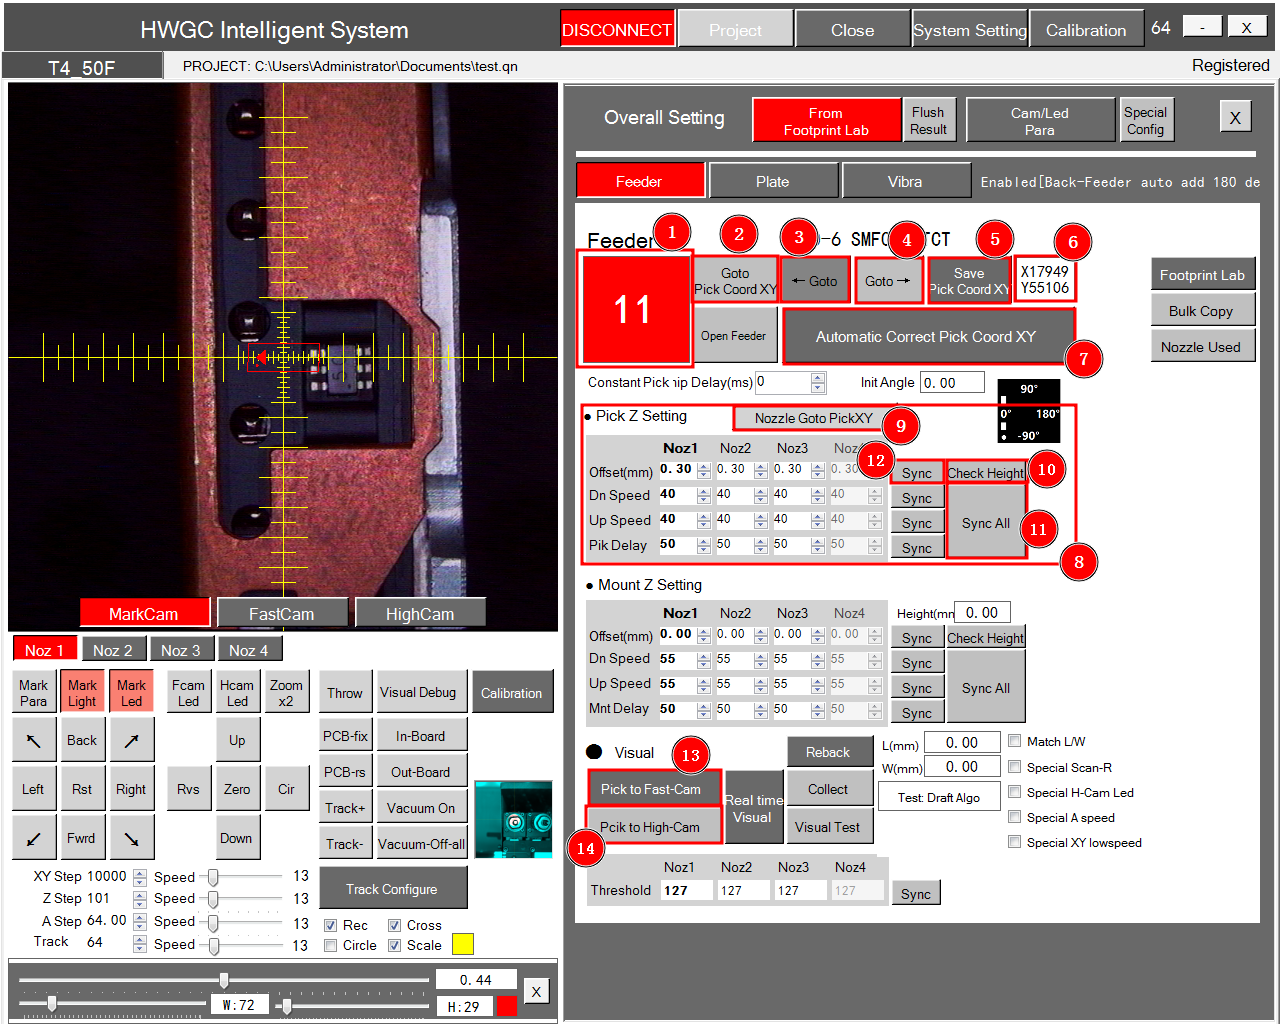 HWGC Intelligent System
DISCONNECT
Project
Close
System Setting
Calibration
64
-
X
T4_50F
PROJECT: C:\Users\Administrator\Documents\test.qn
Registered
Overall Setting
From
Footprint Lab
Flush
Result
Cam/Led
Para
Special
Config
X
Feeder
Plate
Vibra
Enabled[Back-Feeder auto add 180 de
Feeder
-6 SMF
TCT
1
2
3
4
5
6
11
Goto
Pick Coord XY
← Goto
Goto →
Save
Pick Coord XY
X17949
Y55106
Footprint Lab
Bulk Copy
Nozzle Used
Open Feeder
Automatic Correct Pick Coord XY
7
Constant Pick
hip Delay(ms)
0
Init Angle
0.00
90°
0°
180°
-90°
● Pick Z Setting
Nozzle Goto PickXY
9
Noz1
Noz2
Noz3
12
10
Offset(mm)
0.30
0.30
0.30
0.30
Sync
Check Height
Dn Speed
40
40
40
40
Sync
Up Speed
40
40
40
40
Sync
Sync All
11
Pik Delay
50
50
50
50
Sync
8
● Mount Z Setting
Noz1
Noz2
Noz3
Noz4
Height(mm
0.00
Offset(mm)
0.00
0.00
0.00
0.00
Sync
Check Height
Dn Speed
55
55
55
55
Sync
Up Speed
55
55
55
55
Sync
Sync All
Mnt Delay
50
50
50
50
Sync
● Visual
13
Reback
L(mm)
0.00
Match L/W
Pick to Fast-Cam
Real time
Visual
Collect
W(mm)
0.00
Special Scan-R
Pcik to High-Cam
Visual Test
Test: Draft Algo
Special H-Cam Led
Special A speed
14
Special XY lowspeed
Noz1
Noz2
Noz3
Noz4
Threshold
127
127
127
127
Sync
MarkCam
FastCam
HighCam
Noz 1
Noz 2
Noz 3
Noz 4
Mark
Para
Mark
Light
Mark
Led
Fcam
Led
Hcam
Led
Zoom
x2
Throw
Visual Debug
Calibration
↖
Back
↗
Up
PCB-fix
In-Board
Left
Rst
Right
Rvs
Zero
Cir
PCB-rs
Out-Board
Track+
Vacuum On
↙
Fwrd
↘
Down
Track-
Vacuum-Off-all
XY Step
10000
Speed
13
Track Configure
Z Step
101
Speed
13
A Step
64.00
Speed
13
Rec
Cross
Track
64
Speed
13
Circle
Scale
0.44
X
W:72
H:29